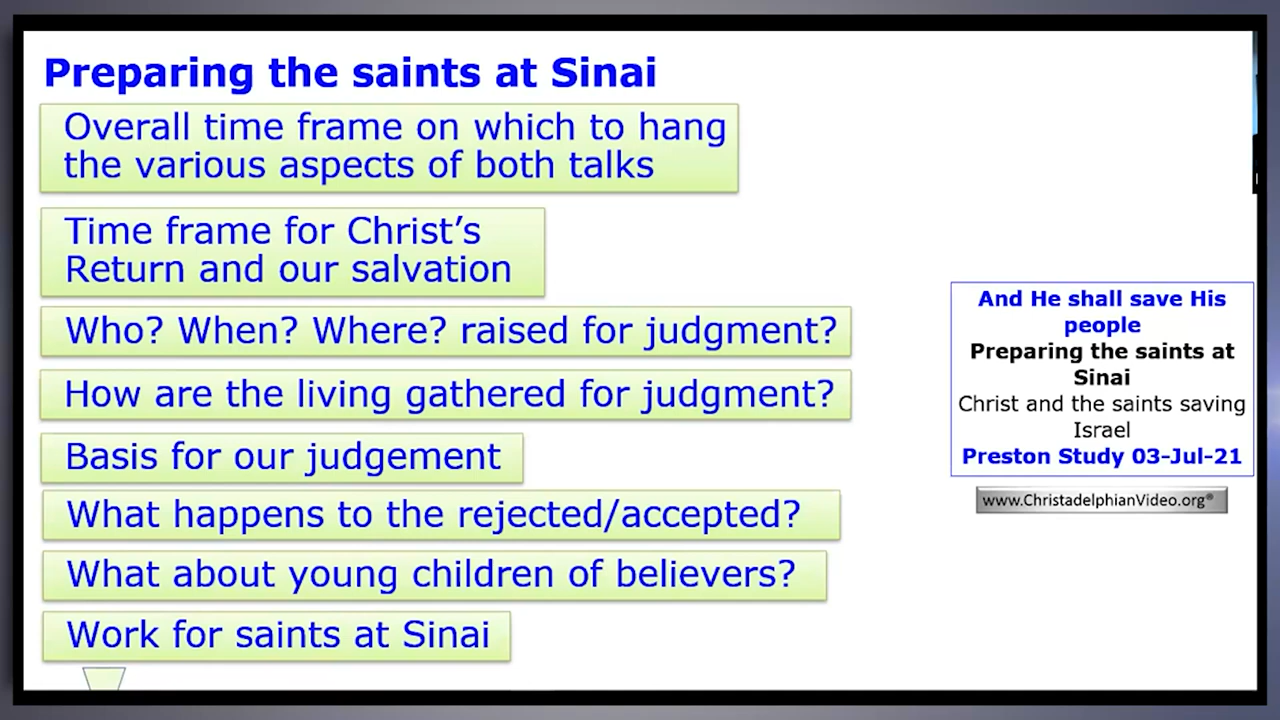 Preparing the saints at Sinai
Overall time frame on which to hang
the various aspects of both talks
Time frame for Christ’s
Return and our salvation
Who? When? Where? raised for judgment?
How are the living gathered for judgment?
Basis for our judgement
What happens to the rejected/accepted?
What about young children of believers?
Work for saints at Sinai
And He shall save His
people
Preparing the saints at
Sinai
Christ and the saints saving
Israel
Preston Study 03-Jul-21
www.ChristadelphianVideo.org®